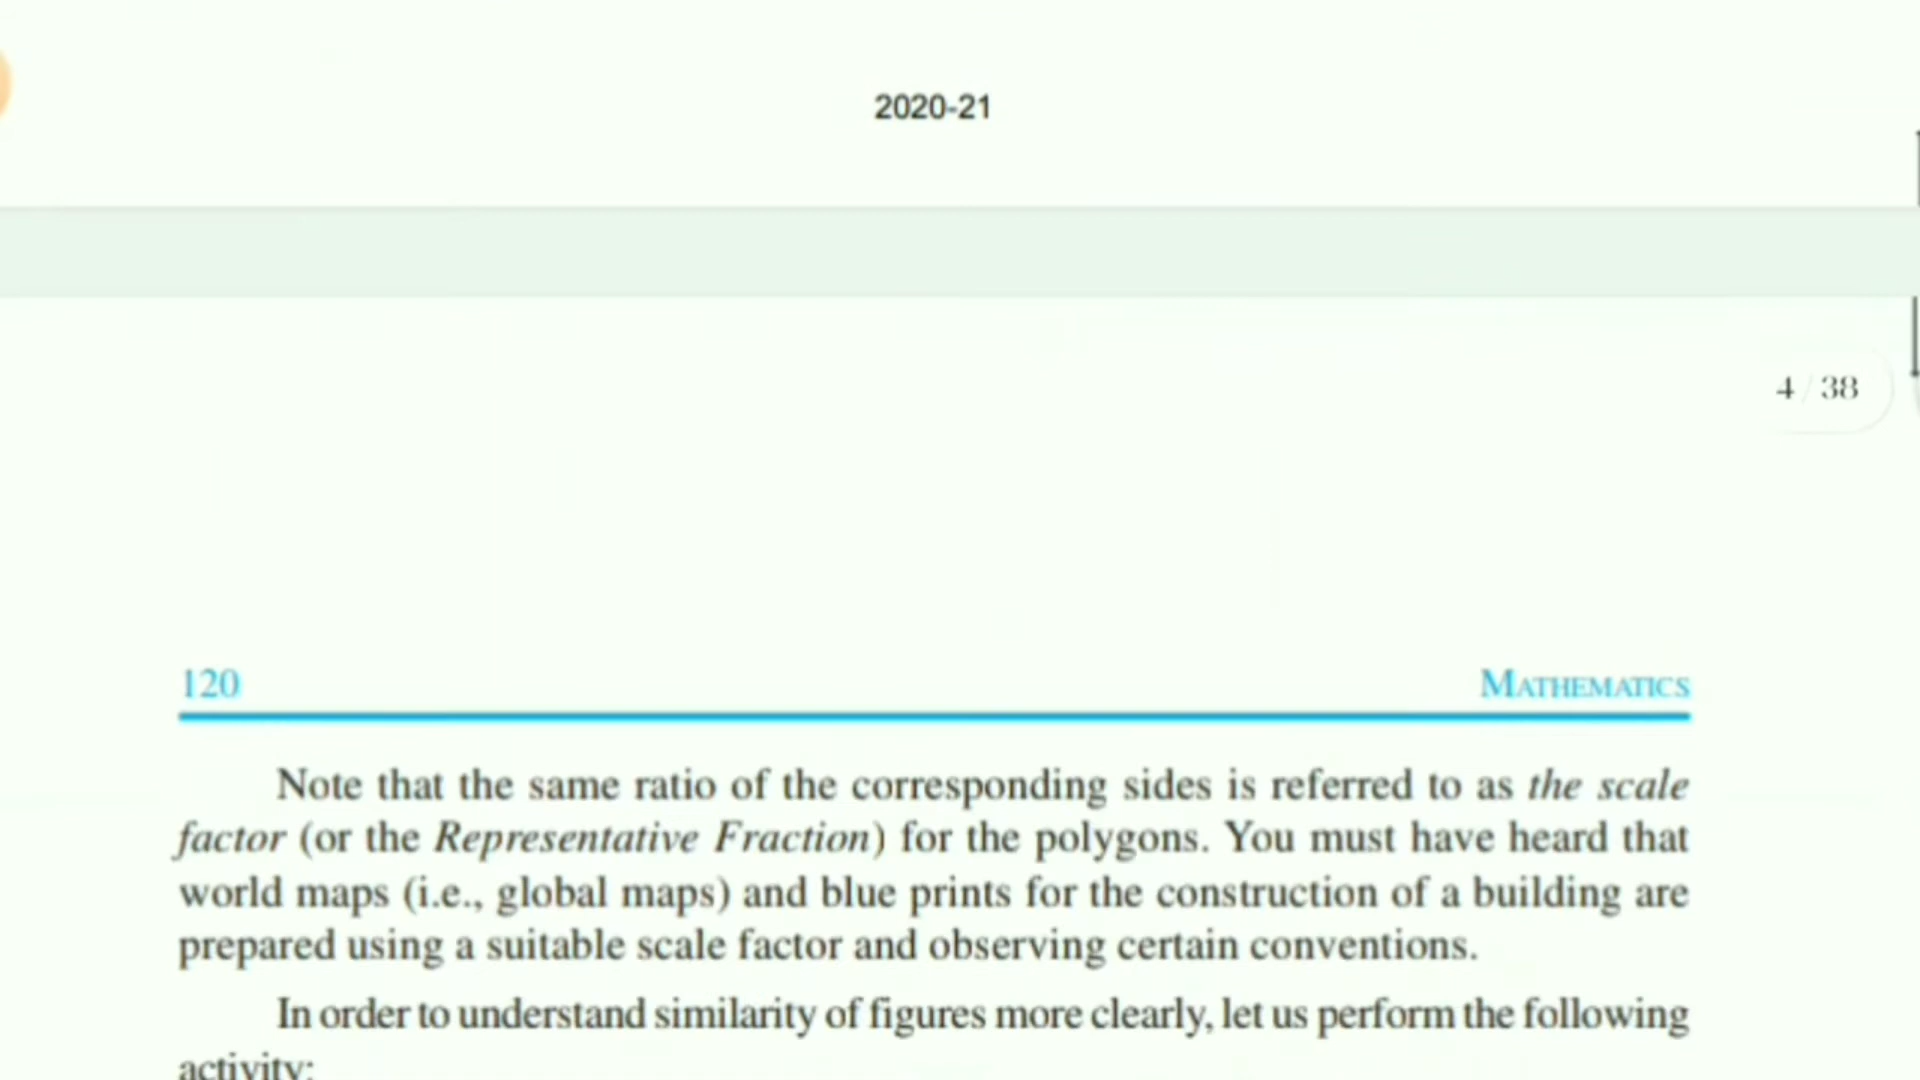 2020-21
4 / 38
120
MATHEMATICS
Note that the same ratio of the corresponding sides is referred to as the scale
factor (or the Representative Fraction) for the polygons. You must have heard that
world maps (i.e., global maps) and blue prints for the construction of a building are
prepared using a suitable scale factor and observing certain conventions.
In order to understand similarity of figures more clearly, let us perform the following
activity: